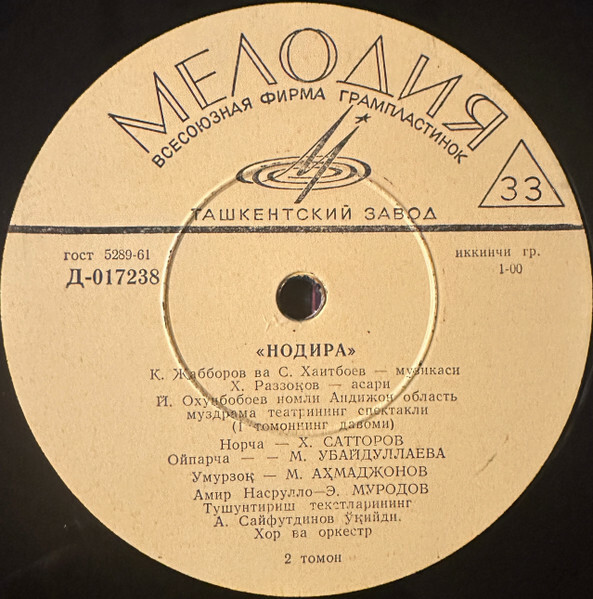 МЕЛОДИЯ
ВСЕСОЮЗНАЯ ФИРМА ГРАМПЛАСТИНОК
33
ТАШКЕНТСКИЙ ЗАВОД
гост 5289-61
Д-017238
иккинчи гр.
1-00
«НОДИРА»
К. Жабборов ва С. Хаитбоев — музикаси
Х. Раззоқов — асари
Й. Охунбобоев номли Андижон область
муздрама театрининг спектакли
(I томоннинг давоми)
Норча — Х. САТТОРОВ
Ойпарча — — М. УБАЙДУЛЛАЕВА
Умурзоқ — М. АҲМАДЖОНОВ
Амир Насрулло—Э. МУРОДОВ
Тушунтириш текстларининг
А. Сайфутдинов ўқийди.
Хор ва оркестр
2 томон